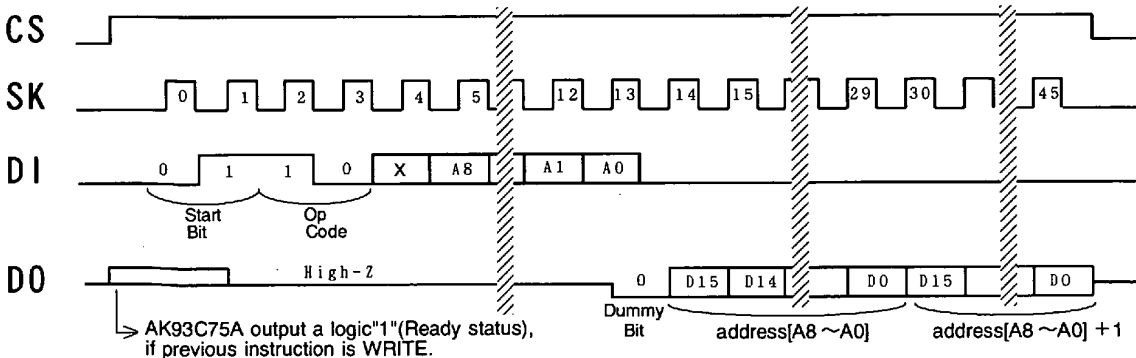 CS
SK
0 1 2 3 4 5 12 13 14 15 29 30 45
DI
0 1 1 0 X A8 A1 A0
Start
Bit
Op
Code
DO
High-Z
0 D15 D14 D0 D15 D0
Dummy
Bit
address[A8 ~A0]
address[A8 ~A0] +1
AK93C75A output a logic"1"(Ready status),
if previous instruction is WRITE.